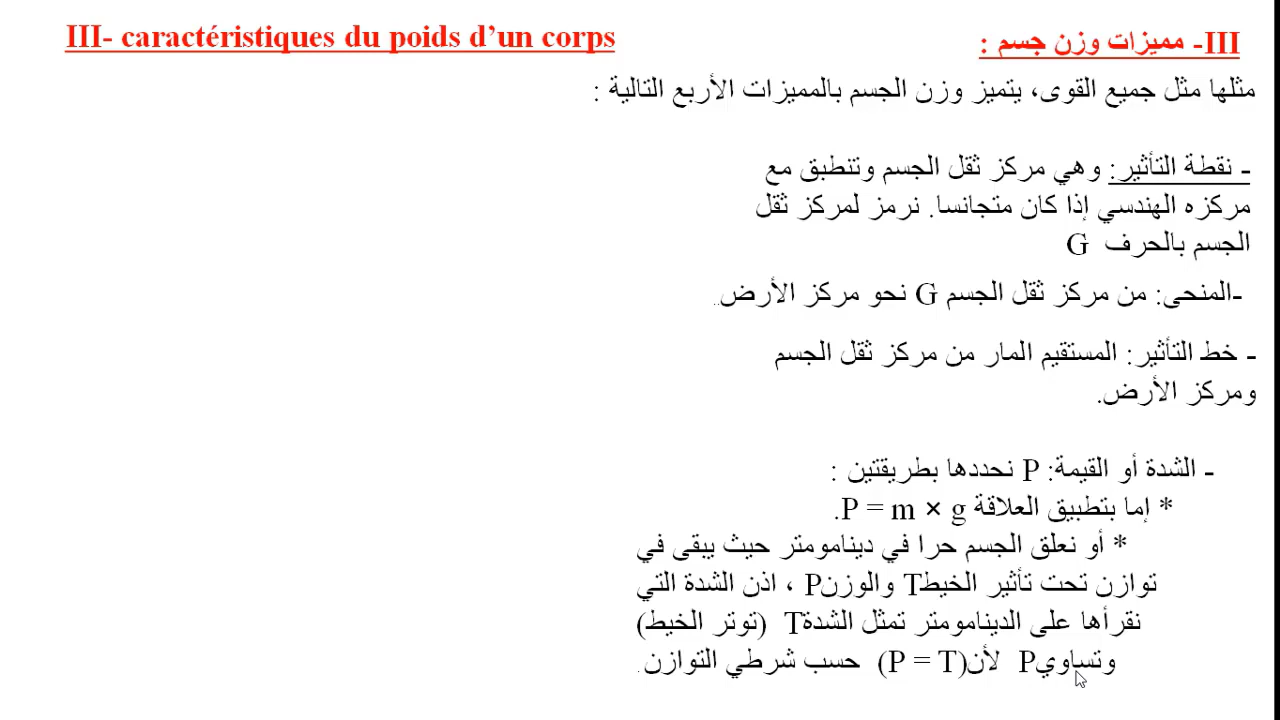 III- caractéristiques du poids d’un corps
III- مميزات وزن جسم :
مثلها مثل جميع القوى، يتميز وزن الجسم بالمميزات الأربع التالية :
- نقطة التأثير: وهي مركز ثقل الجسم وتنطبق مع
مركزه الهندسي إذا كان متجانسا. نرمز لمركز ثقل
الجسم بالحرف G
-المنحى: من مركز ثقل الجسم G نحو مركز الأرض..
- خط التأثير: المستقيم المار من مركز ثقل الجسم
ومركز الأرض.
- الشدة أو القيمة: P نحددها بطريقتين :
* إما بتطبيق العلاقة P = m × g.
* أو نعلق الجسم حرا في دينامومتر حيث يبقى في
توازن تحت تأثير الخيطT والوزنP ، اذن الشدة التي
نقرأها على الدينامومتر تمثل الشدةT (توتر الخيط)
وتساويP لأن(P = T) حسب شرطي التوازن.